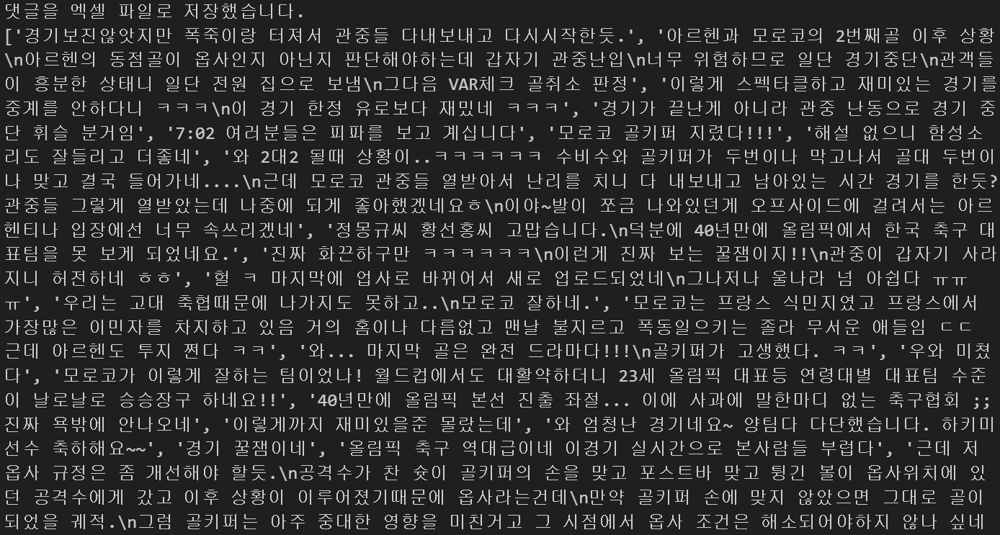 댓글을 엑셀 파일로 저장했습니다.
['경기보진않앗지만 폭죽이랑 터져서 관중들 다내보내고 다시시작한듯.', '아르헨과 모로코의 2번째골 이후 상황
\n아르헨의 동점골이 옵사인지 아닌지 판단해야하는데 갑자기 관중난입\n너무 위험하므로 일단 경기중단\n관객들
이 흥분한 상태니 일단 전원 집으로 보냄\n그다음 VAR체크 골취소 판정', '이렇게 스펙타클하고 재미있는 경기를
중계를 안하다니 ㅋㅋㅋ\n이 경기 한정 유로보다 재밌네 ㅋㅋㅋ', '경기가 끝난게 아니라 관중 난동으로 경기 중
단 휘슬 분거임', '7:02 여러분들은 피파를 보고 계십니다', '모로코 골키퍼 지렸다!!!', '해설 없으니 함성소
리도 잘들리고 더좋네', '와 2대2 될때 상황이..ㅋㅋㅋㅋㅋㅋ 수비수와 골키퍼가 두번이나 막고나서 골대 두번이
나 맞고 결국 들어가네....\n근데 모로코 관중들 열받아서 난리를 치니 다 내보내고 남아있는 시간 경기를 한듯?
관중들 그렇게 열받았는데 나중에 되게 좋아했겠네요ㅎ\n이야~발이 쪼금 나와있던게 오프사이드에 걸려서는 아르
헨티나 입장에선 너무 속쓰리겠네', '정몽규씨 황선홍씨 고맙습니다.\n덕분에 40년만에 올림픽에서 한국 축구 대
표팀을 못 보게 되었네요.', '진짜 화끈하구만 ㅋㅋㅋㅋㅋㅋ\n이런게 진짜 보는 꿀잼이지!!\n관중이 갑자기 사라
지니 허전하네 ㅎㅎ', '헐 ㅋ 마지막에 업사로 바뀌어서 새로 업로드되었네\n그나저나 울나라 넘 아쉽다 ㅠㅠ
ㅠ', '우리는 고대 축협때문에 나가지도 못하고..\n모로코 잘하네.', '모로코는 프랑스 식민지였고 프랑스에서
가장많은 이민자를 차지하고 있음 거의 홈이나 다름없고 맨날 불지르고 폭동일으키는 졸라 무서운 애들임 ㄷㄷ
근데 아르헨도 투지 쩐다 ㅋㅋ', '와... 마지막 골은 완전 드라마다!!!\n골키퍼가 고생했다. ㅋㅋ', '우와 미쳤
다', '모로코가 이렇게 잘하는 팀이었나! 월드컵에서도 대활약하더니 23세 올림픽 대표등 연령대별 대표팀 수준
이 날로날로 승승장구 하네요!!', '40년만에 올림픽 본선 진출 좌절... 이에 사과에 말한마디 없는 축구협회 ;;
진짜 욕밖에 안나오네', '이렇게까지 재미있을준 몰랐는데', '와 엄청난 경기네요~ 양팀다 다단했습니다. 하키미
선수 축하해요~~', '경기 꿀잼이네', '올림픽 축구 역대급이네 이경기 실시간으로 본사람들 부럽다', '근데 저
옵사 규정은 좀 개선해야 할듯.\n공격수가 찬 슛이 골키퍼의 손을 맞고 포스트바 맞고 튕긴 볼이 옵사위치에 있
던 공격수에게 갔고 이후 상황이 이루어졌기때문에 옵사라는건데\n만약 골키퍼 손에 맞지 않았으면 그대로 골이
되었을 궤적.\n그럼 골키퍼는 아주 중대한 영향을 미친거고 그 시점에서 옵사 조건은 해소되어야하지 않나 싶네